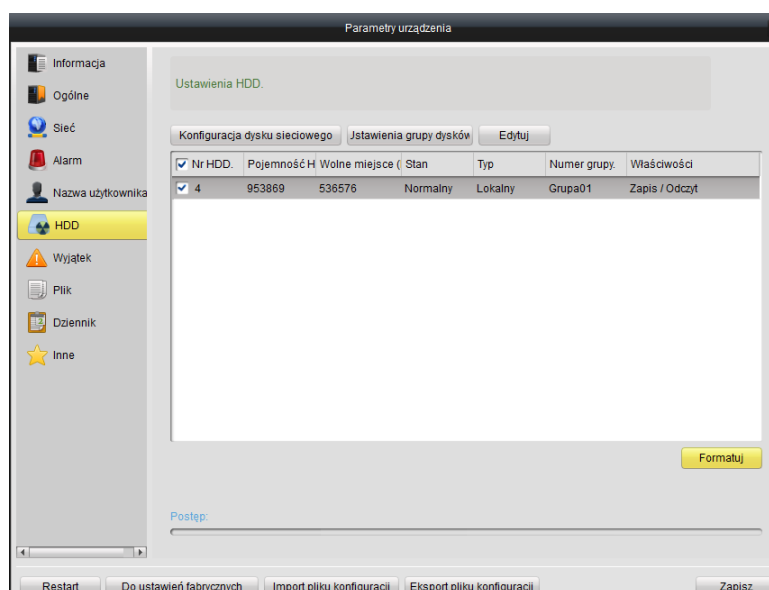 Parametry urządzenia
Informacja
Ogólne
Sieć
Alarm
Nazwa użytkownika
HDD
Wyjątek
Plik
Dziennik
Inne
Ustawienia HDD.
Konfiguracja dysku sieciowego Jstawienia grupy dysków Edytuj
Nr HDD. Pojemność H Wolne miejsce ( Stan Typ Numer grupy. Właściwości
4 953869 536576 Normalny Lokalny Grupa01 Zapis / Odczyt
Formatuj
Postęp:
Restart Do ustawień fabrycznych Import pliku konfiguracji Eksport pliku konfiguracji Zapisz